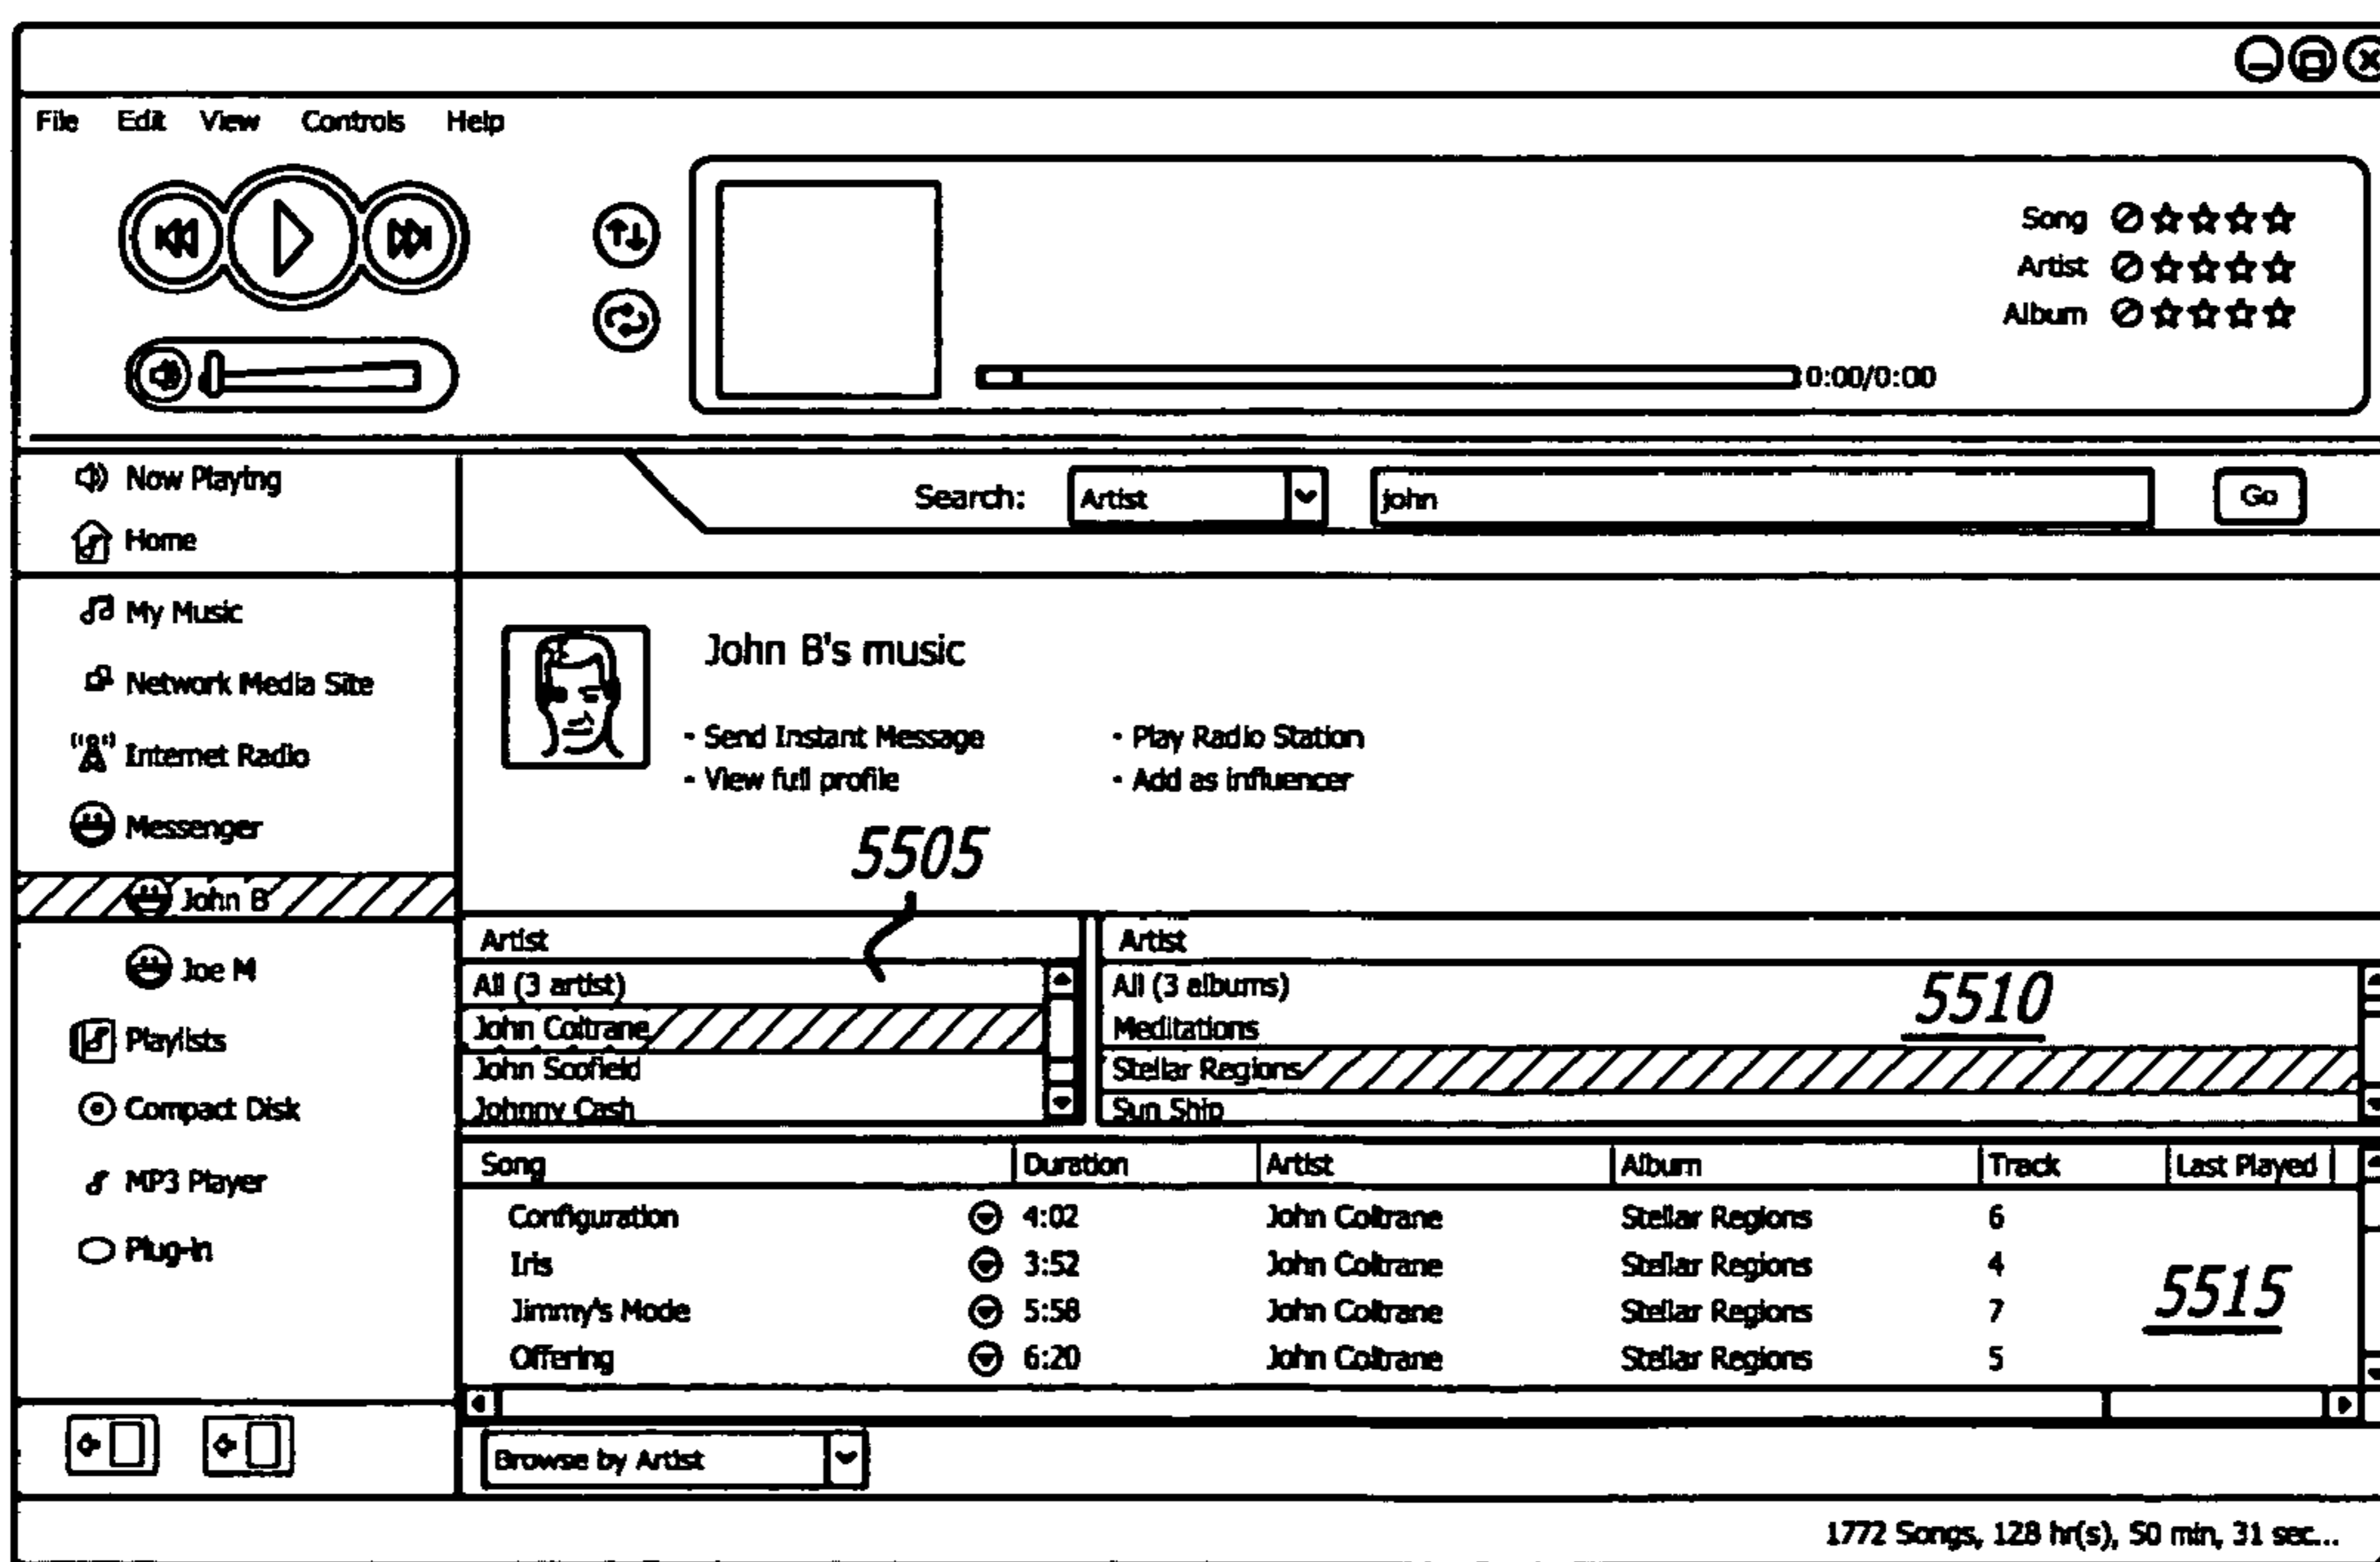 File Edit View Controls Help
Song
Artist
Album
0:00/0:00
Now Playing
Home
Search: Artist john Go
My Music
Network Media Site
Internet Radio
Messenger
John B
Joe M
Playlists
Compact Disk
MP3 Player
Plug-in
John B's music
- Send Instant Message - Play Radio Station
- View full profile - Add as influencer
5505
Artist
All (3 artist)
John Coltrane
John Scofield
Johnny Cash
Artist
All (3 albums)
Meditations
Stellar Regions
Sun Ship
5510
Song Duration Artist Album Track Last Played
Configuration 4:02 John Coltrane Stellar Regions 6
Iris 3:52 John Coltrane Stellar Regions 4
Jimmy's Mode 5:58 John Coltrane Stellar Regions 7
Offering 6:20 John Coltrane Stellar Regions 5
5515
Browse by Artist
1772 Songs, 128 hr(s), 50 min, 31 sec...